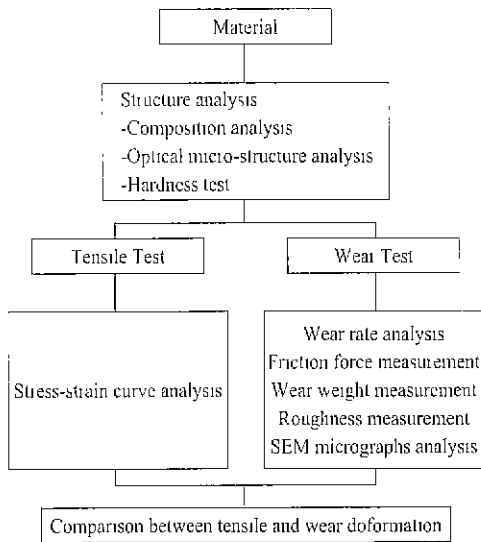 Material
Structure analysis
-Composition analysis
-Optical micro-structure analysis
-Hardness test
Tensile Test
Wear Test
Stress-strain curve analysis
Wear rate analysis
Friction force measurement
Wear weight measurement
Roughness measurement
SEM micrographs analysis
Comparison between tensile and wear doformation